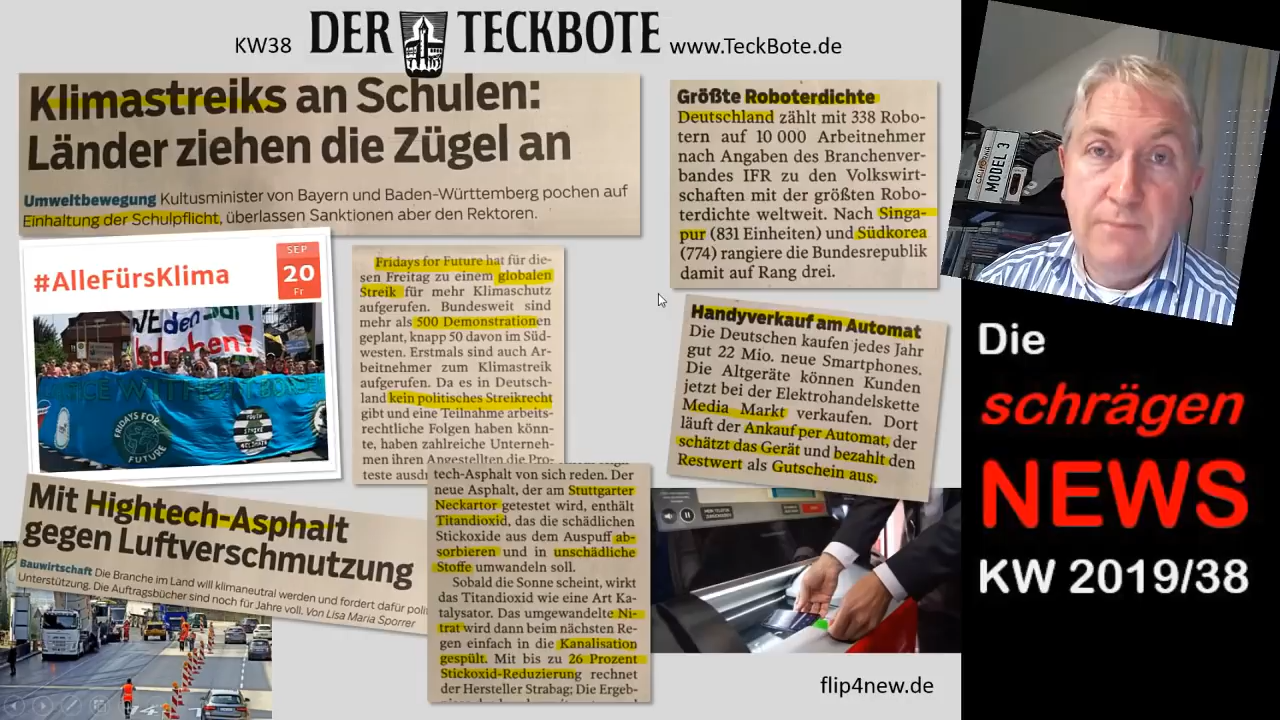 KW38 DER TECKBOTE www.TeckBote.de
Klimastreiks an Schulen:
Länder ziehen die Zügel an
Umweltbewegung Kultusminister von Bayern und Baden-Württemberg pochen auf
Einhaltung der Schulpflicht, überlassen Sanktionen aber den Rektoren.
#AlleFürsKlima
SEP
20
Fr
FRIDAYS FOR
FUTURE
Fridays for Future hat für die-
sen Freitag zu einem globalen
Streik für mehr Klimaschutz
aufgerufen. Bundesweit sind
mehr als 500 Demonstrationen
geplant, knapp 50 davon im Süd-
westen. Erstmals sind auch Ar-
beitnehmer zum Klimastreik
aufgerufen. Da es in Deutsch-
land kein politisches Streikrecht
gibt und eine Teilnahme arbeits-
rechtliche Folgen haben könn-
te, haben zahlreiche Unterneh-
men ihren Angestellten die Pro-
teste
Mit Hightech-Asphalt
gegen Luftverschmutzung
Bauwirtschaft Die Branche im Land will klimaneutral werden und fordert dafür
Unterstützung. Die Auftragsbücher sind noch für Jahre voll. Von Lisa Maria Sporrer
tech-Asphalt von sich reden. Der
neue Asphalt, der am Stuttgarter
Neckartor getestet wird, enthält
Titandioxid, das die schädlichen
Stickoxide aus dem Auspuff ab-
sorbieren und in unschädliche
Stoffe umwandeln soll.
Sobald die Sonne scheint, wirkt
das Titandioxid wie eine Art Ka-
talysator. Das umgewandelte Ni-
trat wird dann beim nächsten Re-
gen einfach in die Kanalisation
gespült. Mit bis zu 26 Prozent
Stickoxid-Reduzierung rechnet
der Hersteller Strabag; Die Ergeb-
Größte Roboterdichte
Deutschland zählt mit 338 Robo-
tern auf 10 000 Arbeitnehmer
nach Angaben des Branchenver-
bandes IFR zu den Volkswirt-
schaften mit der größten Robo-
terdichte weltweit. Nach Singa-
pur (831 Einheiten) und Südkorea
(774) rangiere die Bundesrepublik
damit auf Rang drei.
Handyverkauf am Automat
Die Deutschen kaufen jedes Jahr
gut 22 Mio. neue Smartphones.
Die Altgeräte können Kunden
jetzt bei der Elektrohandelskette
Media Markt verkaufen. Dort
läuft der Ankauf per Automat, der
schätzt das Gerät und bezahlt den
Restwert als Gutschein aus.
flip4new.de
CALIFORNIA
MODEL 3
Die
schrägen
NEWS
KW 2019/38